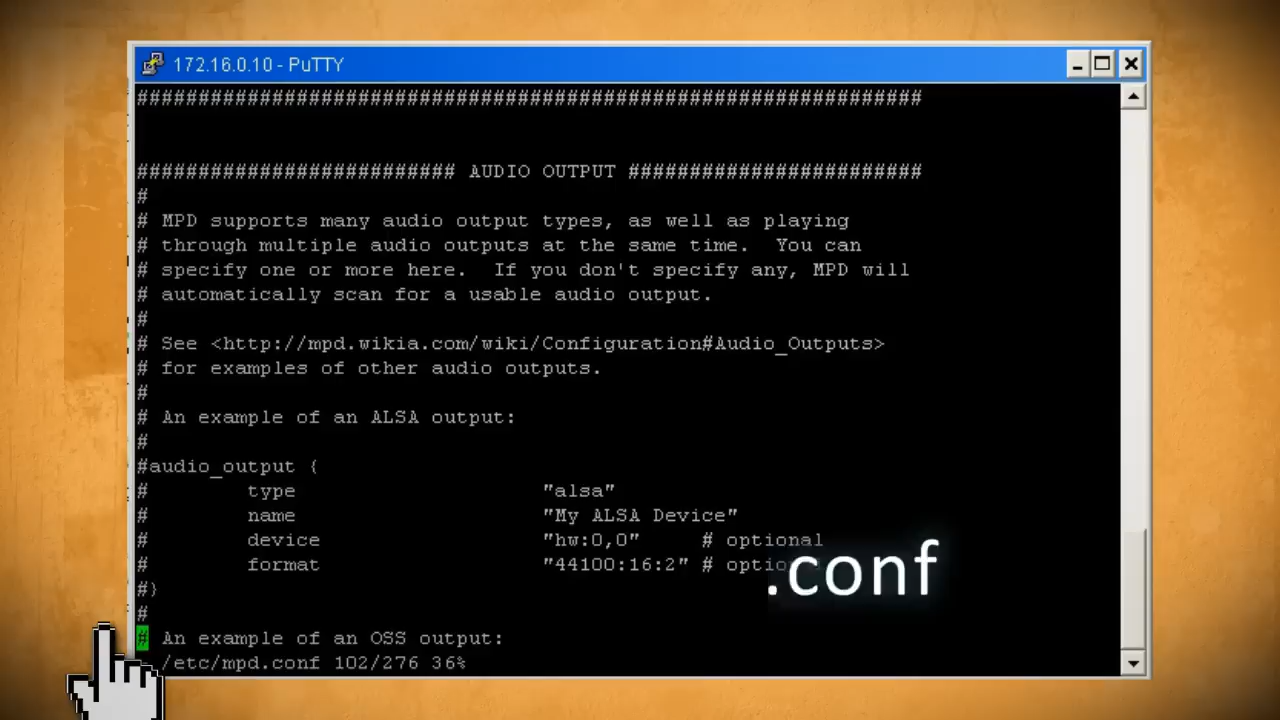 172.16.0.10 - PuTTY
################################################################
########################## AUDIO OUTPUT ########################
#
# MPD supports many audio output types, as well as playing
# through multiple audio outputs at the same time.  You can
# specify one or more here.  If you don't specify any, MPD will
# automatically scan for a usable audio output.
#
# See <http://mpd.wikia.com/wiki/Configuration#Audio_Outputs>
# for examples of other audio outputs.
#
# An example of an ALSA output:
#
#audio_output {
#        type                    "alsa"
#        name                    "My ALSA Device"
#        device                  "hw:0,0"     # optional
#        format                  "44100:16:2" #
.conf
#}
#
# An example of an OSS output:
/etc/mpd.conf 102/276 36%